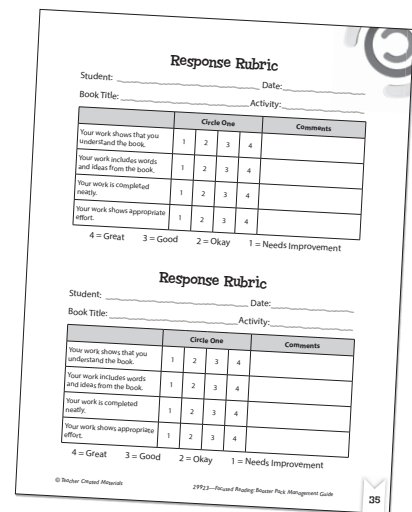 Response Rubric
Student: Date:
Book Title: Activity:
Circle One Comments
Your work shows that you
understand the book. 1 2 3 4
Your work includes words
and ideas from the book. 1 2 3 4
Your work is completed
neatly. 1 2 3 4
Your work shows appropriate
effort. 1 2 3 4
4 = Great 3 = Good 2 = Okay 1 = Needs Improvement
Response Rubric
Student: Date:
Book Title: Activity:
Circle One Comments
Your work shows that you
understand the book. 1 2 3 4
Your work includes words
and ideas from the book. 1 2 3 4
Your work is completed
neatly. 1 2 3 4
Your work shows appropriate
effort. 1 2 3 4
4 = Great 3 = Good 2 = Okay 1 = Needs Improvement
© Teacher Created Materials 29923—Focused Reading: Booster Pack Management Guide 35